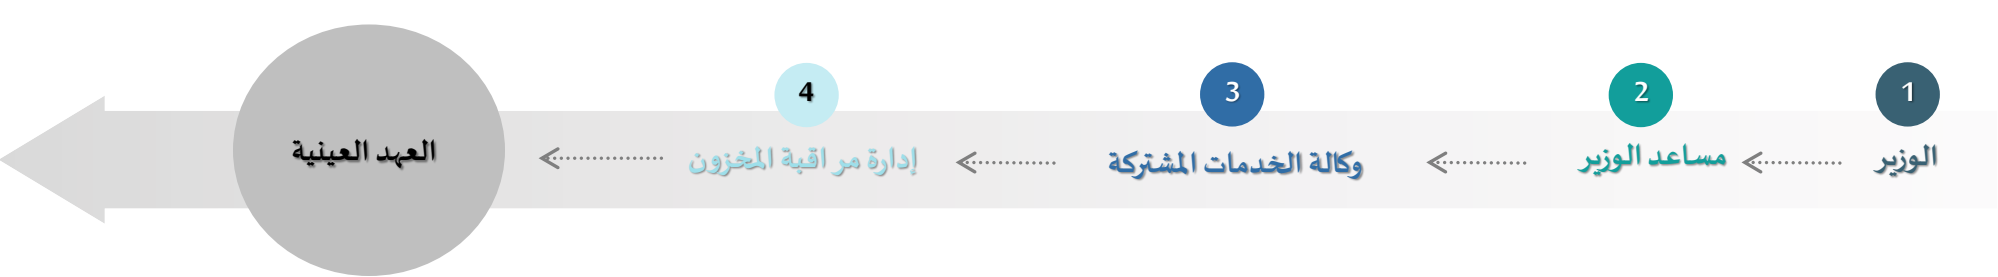 1
الوزير
2
مساعد الوزير
3
وكالة الخدمات المشتركة
4
إدارة مراقبة المخزون
العهد العينية